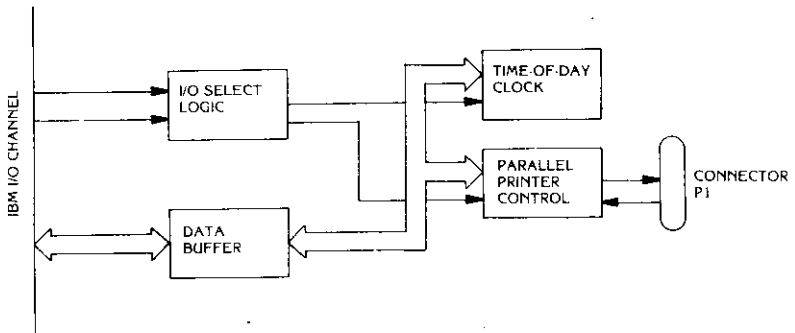 IBM I/O CHANNEL
I/O SELECT
LOGIC
DATA
BUFFER
TIME-OF-DAY
CLOCK
PARALLEL
PRINTER
CONTROL
CONNECTOR
P1